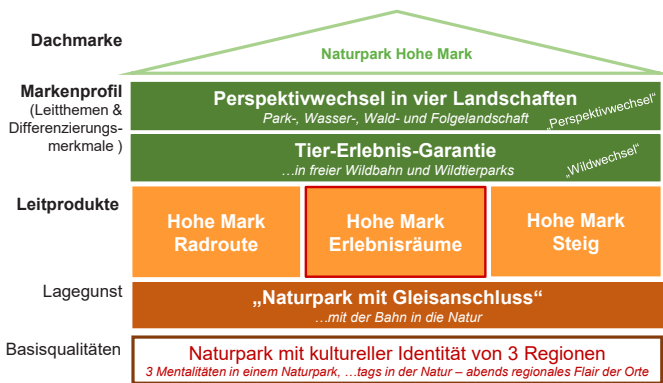 Dachmarke
Naturpark Hohe Mark
Markenprofil
(Leitthemen &
Differenzierungs-
merkmale )
Perspektivwechsel in vier Landschaften
Park-, Wasser-, Wald- und Folgelandschaft
„Perspektivwechsel“
Tier-Erlebnis-Garantie
…in freier Wildbahn und Wildtierparks
„Wildwechsel“
Leitprodukte
Hohe Mark
Radroute
Hohe Mark
Erlebnisräume
Hohe Mark
Steig
Lagegunst
„Naturpark mit Gleisanschluss“
…mit der Bahn in die Natur
Basisqualitäten
Naturpark mit kultureller Identität von 3 Regionen
3 Mentalitäten in einem Naturpark, …tags in der Natur – abends regionales Flair der Orte